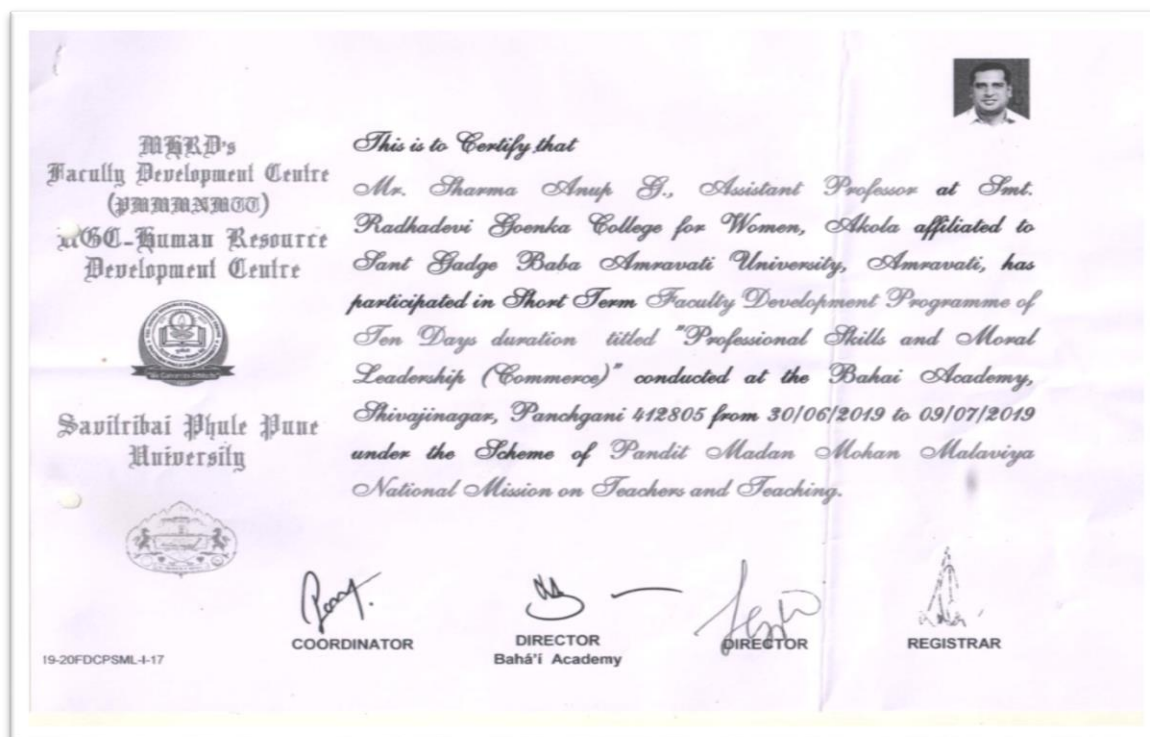 MHRD's
Faculty Development Centre
(PMMMNMTT)
UGC-Human Resource
Development Centre
Savitribai Phule Pune
University
This is to Certify that
Mr. Sharma Anup G., Assistant Professor at Smt.
Radhadevi Goenka College for Women, Akola affiliated to
Sant Gadge Baba Amravati University, Amravati, has
participated in Short Term Faculty Development Programme of
Ten Days duration titled "Professional Skills and Moral
Leadership (Commerce)" conducted at the Bahai Academy,
Shivajinagar, Panchgani 412805 from 30/06/2019 to 09/07/2019
under the Scheme of Pandit Madan Mohan Malaviya
National Mission on Teachers and Teaching.
COORDINATOR
DIRECTOR
Bahá'í Academy
DIRECTOR
REGISTRAR
19-20FDCPSML-I-17